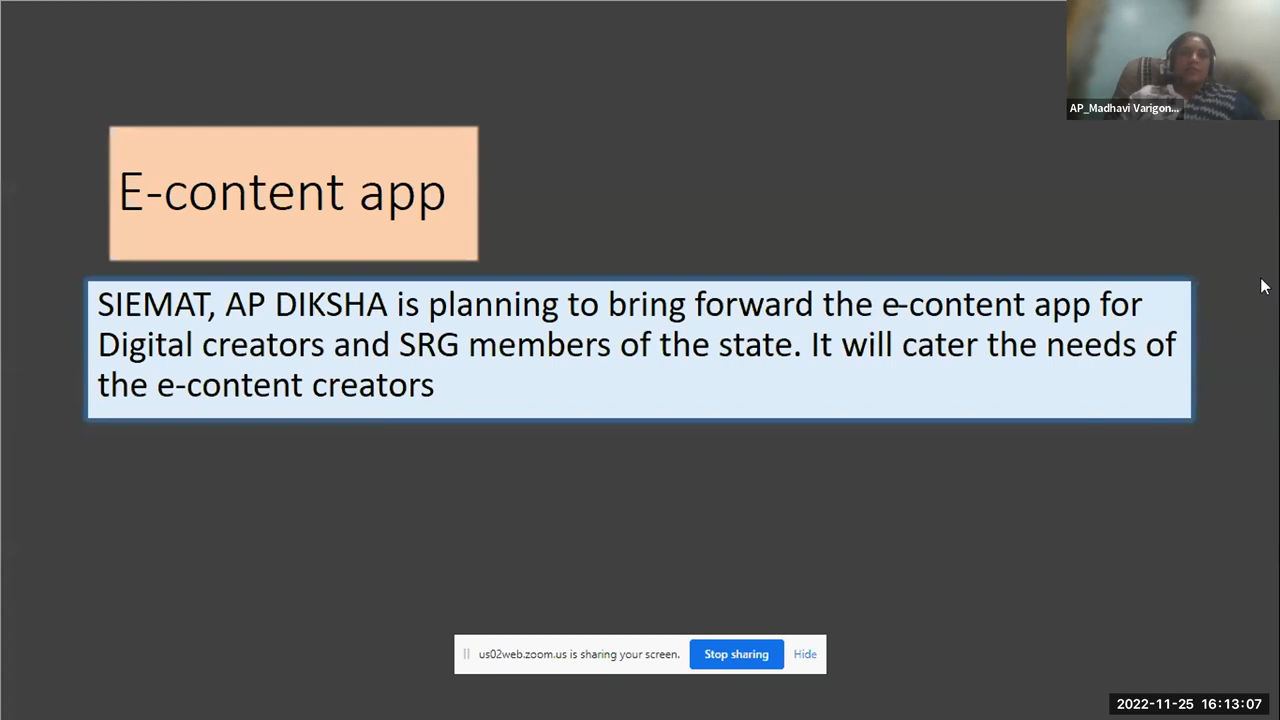 AP_Madhavi Varigon...
E-content app
SIEMAT, AP DIKSHA is planning to bring forward the e-content app for
Digital creators and SRG members of the state. It will cater the needs of
the e-content creators
us02web.zoom.us is sharing your screen.
Stop sharing
Hide
2022-11-25 16:13:07